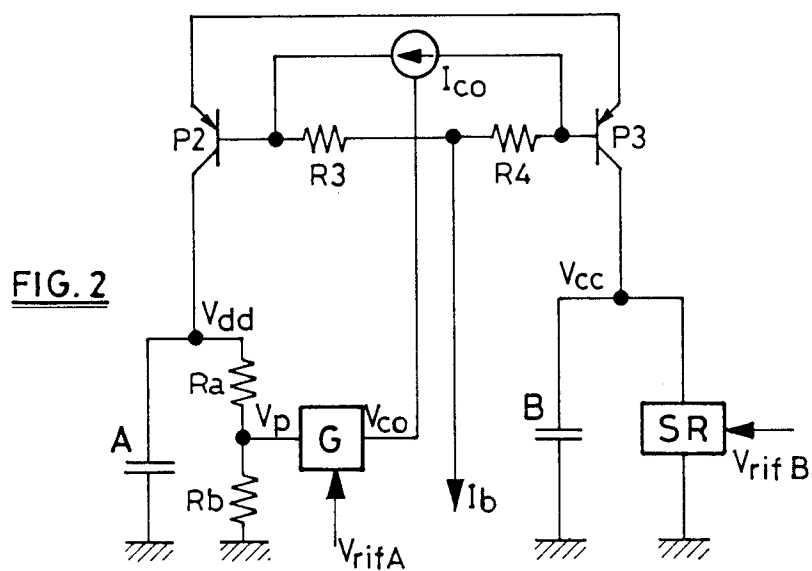 Ico
P2
R3
R4
P3
FIG. 2
Vdd
Vcc
Ra
A
Vp
G
Vco
B
SR
Rb
VrifA
Ib
Vrif B